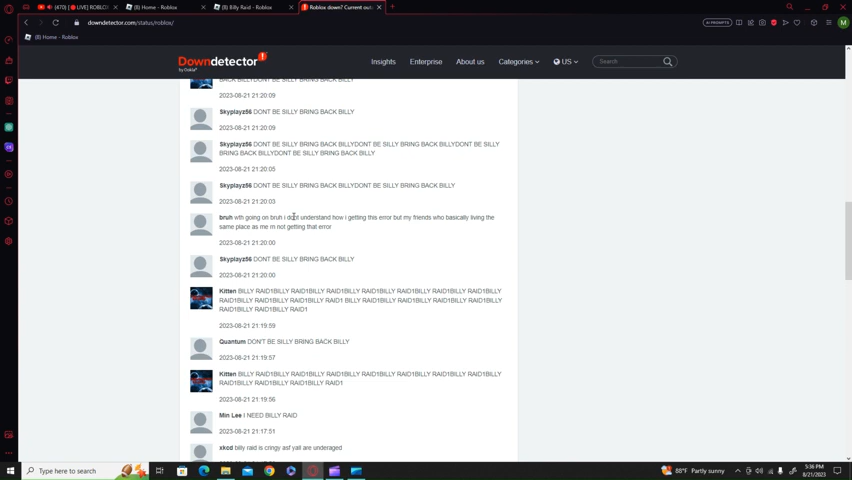 (470) [🔴 LIVE] ROBLOX
(8) Home - Roblox
(8) Billy Raid - Roblox
Roblox down? Current out
downdetector.com/status/roblox/
AI PROMPTS
(8) Home - Roblox
Downdetector
by Ookla
Insights
Enterprise
About us
Categories
US
Search
BACK BILLYDONT BE SILLY BRING BACK BILLY
2023-08-21 21:20:09
Skyplayz56 DONT BE SILLY BRING BACK BILLY
2023-08-21 21:20:09
Skyplayz56 DONT BE SILLY BRING BACK BILLYDONT BE SILLY BRING BACK BILLYDONT BE SILLY
BRING BACK BILLYDONT BE SILLY BRING BACK BILLY
2023-08-21 21:20:05
Skyplayz56 DONT BE SILLY BRING BACK BILLYDONT BE SILLY BRING BACK BILLY
2023-08-21 21:20:03
bruh wth going on bruh i dont understand how i getting this error but my friends who basically living the
same place as me rn not getting that error
2023-08-21 21:20:00
Skyplayz56 DONT BE SILLY BRING BACK BILLY
2023-08-21 21:20:00
Kitten BILLY RAID1BILLY RAID1BILLY RAID1BILLY RAID1BILLY RAID1BILLY RAID1BILLY RAID1BILLY
RAID1BILLY RAID1BILLY RAID1BILLY RAID1 BILLY RAID1BILLY RAID1BILLY RAID1BILLY RAID1BILLY
RAID1BILLY RAID1BILLY RAID1BILLY RAID1
2023-08-21 21:19:59
Quantum DON'T BE SILLY BRING BACK BILLY
2023-08-21 21:19:57
Kitten BILLY RAID1BILLY RAID1BILLY RAID1BILLY RAID1BILLY RAID1BILLY RAID1BILLY RAID1BILLY
RAID1BILLY RAID1BILLY RAID1BILLY RAID1
2023-08-21 21:19:56
Min Lee I NEED BILLY RAID
2023-08-21 21:17:51
xkcd billy raid is cringy asf yall are underaged
Type here to search
88°F Partly sunny
5:36 PM
8/21/2023